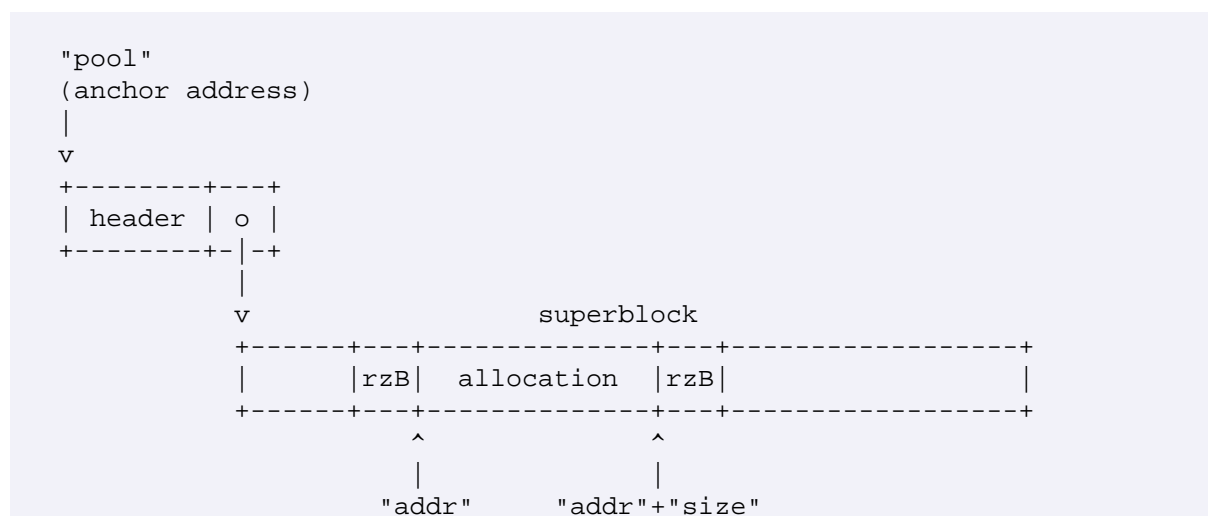 "pool"
(anchor address)
|
v
+--------+---+
| header | o |
+--------+-|-+
           |
           v                  superblock
           +------+---+--------------+---+------------------+
           |      |rzB|  allocation  |rzB|                  |
           +------+---+--------------+---+------------------+
                      ^              ^
                      |              |
                    "addr"     "addr"+"size"